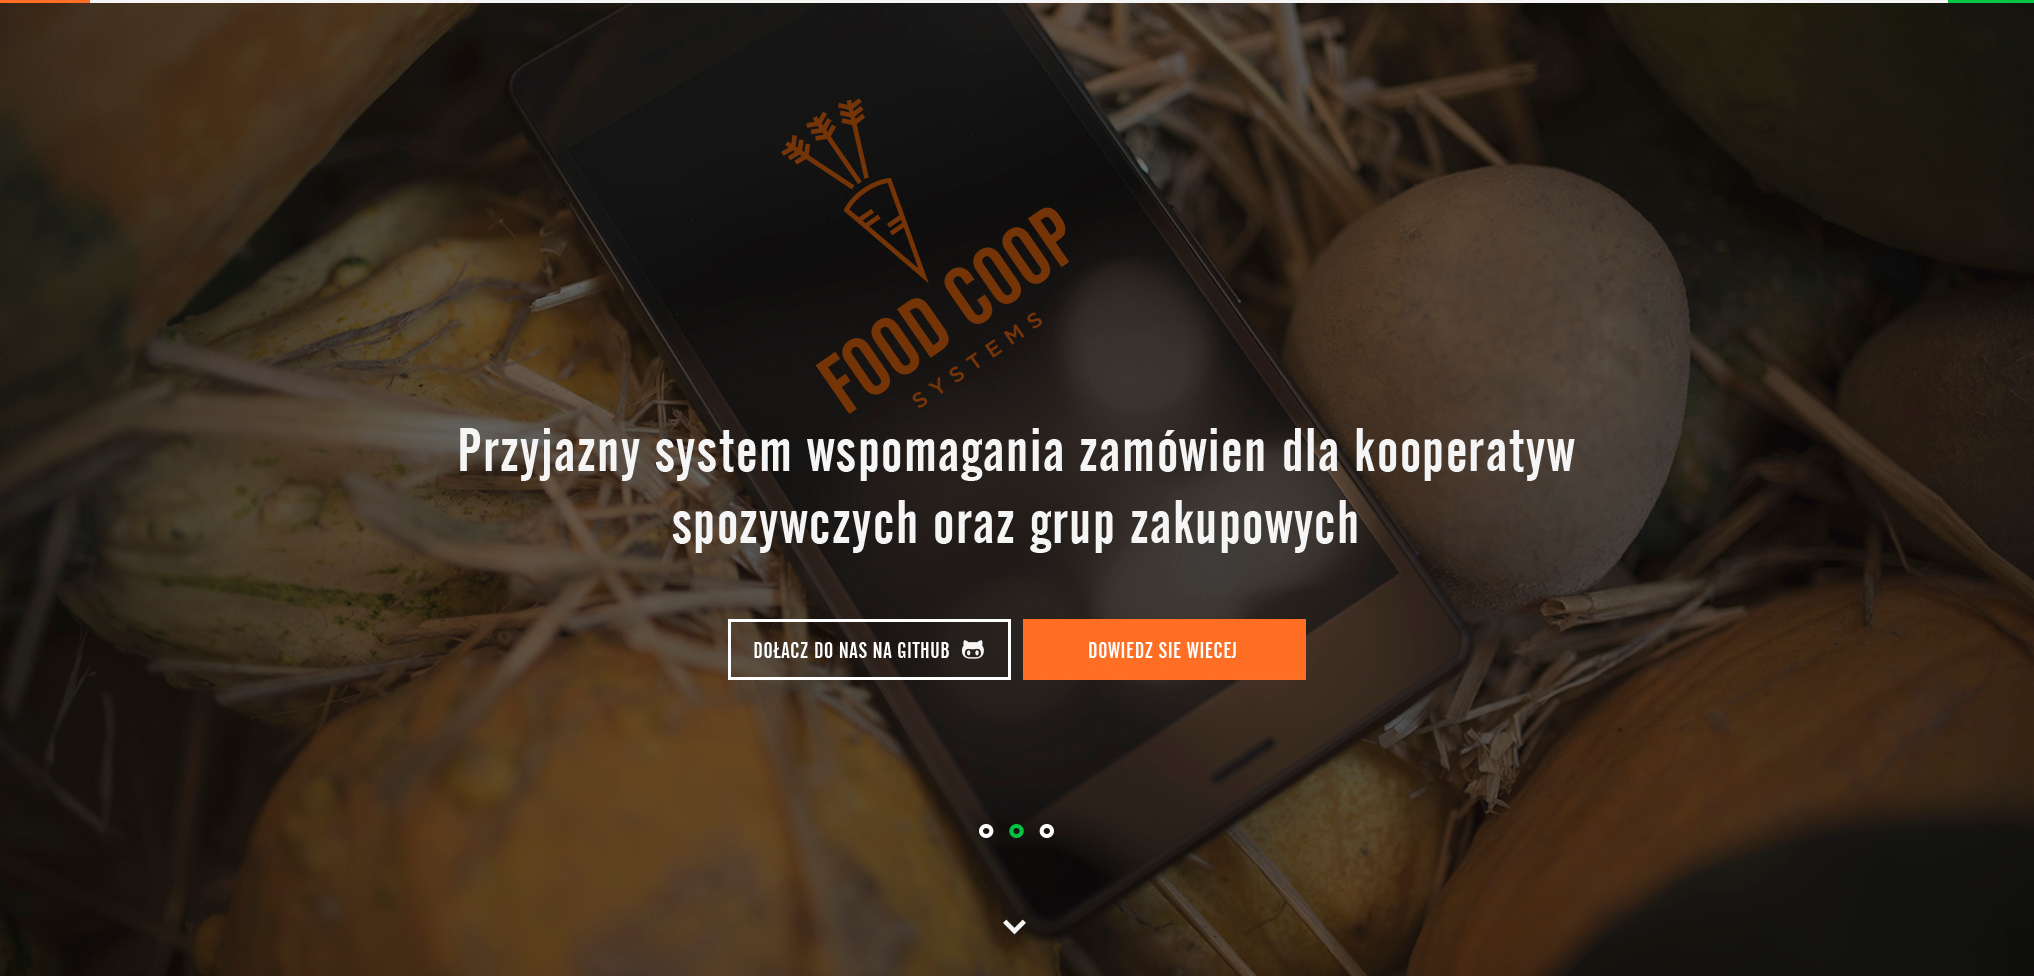 FOOD COOP
SYSTEMS
Przyjazny system wspomagania zamówien dla kooperatyw
spozywczych oraz grup zakupowych
DOŁACZ DO NAS NA GITHUB
DOWIEDZ SIE WIECEJ